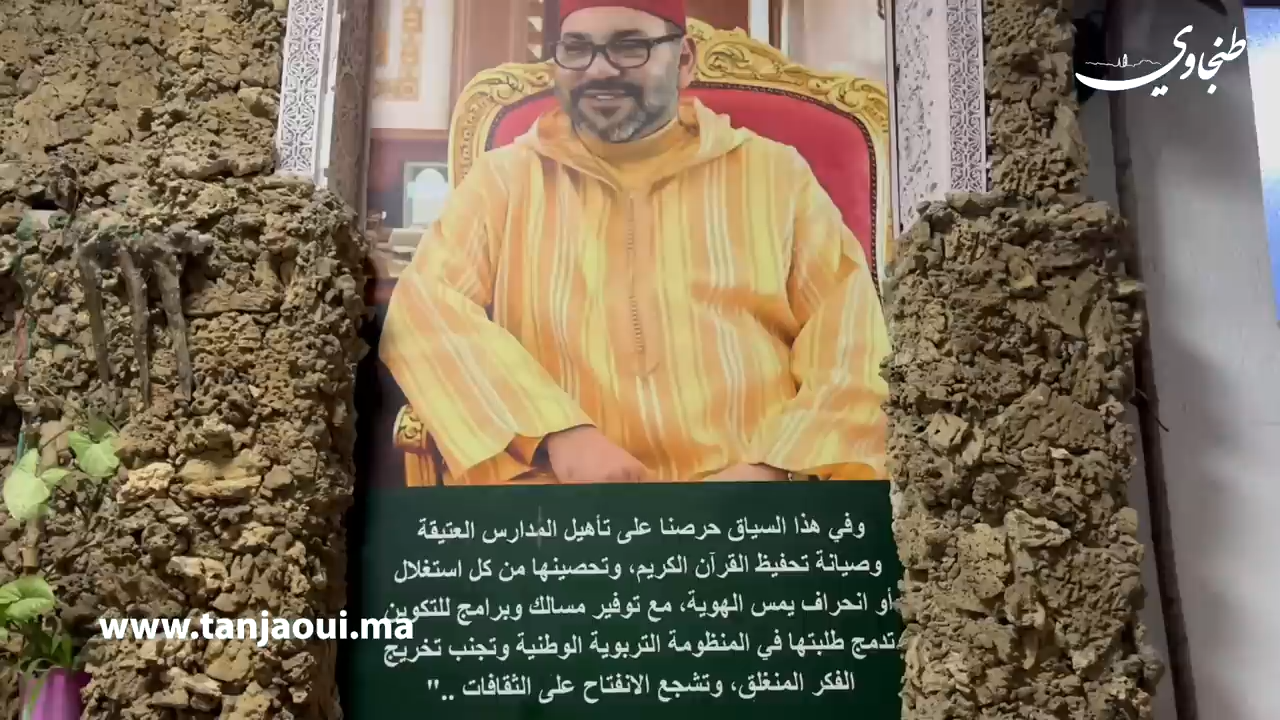 طنجاوي
وفي هذا السياق حرصنا على تأهيل المدارس العتيقة
وصيانة تحفيظ القرآن الكريم، وتحصينها من كل استغلال
أو انحراف يمس الهوية، مع توفير مسالك وبرامج للتكوين
تدمج طلبتها في المنظومة التربوية الوطنية وتجنب تخريج
الفكر المنغلق، وتشجع الانفتاح على الثقافات .."
www.tanjaoui.ma